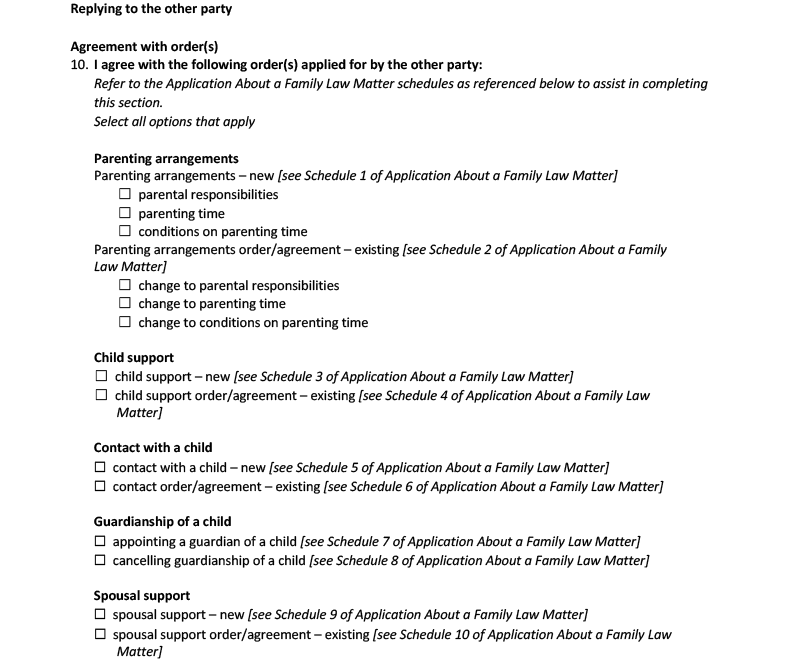 Replying to the other party
Agreement with order(s)
10. I agree with the following order(s) applied for by the other party:
Refer to the Application About a Family Law Matter schedules as referenced below to assist in completing
this section.
Select all options that apply
Parenting arrangements
Parenting arrangements – new [see Schedule 1 of Application About a Family Law Matter]
☐ parental responsibilities
☐ parenting time
☐ conditions on parenting time
Parenting arrangements order/agreement – existing [see Schedule 2 of Application About a Family
Law Matter]
☐ change to parental responsibilities
☐ change to parenting time
☐ change to conditions on parenting time
Child support
☐ child support – new [see Schedule 3 of Application About a Family Law Matter]
☐ child support order/agreement – existing [see Schedule 4 of Application About a Family Law
Matter]
Contact with a child
☐ contact with a child – new [see Schedule 5 of Application About a Family Law Matter]
☐ contact order/agreement – existing [see Schedule 6 of Application About a Family Law Matter]
Guardianship of a child
☐ appointing a guardian of a child [see Schedule 7 of Application About a Family Law Matter]
☐ cancelling guardianship of a child [see Schedule 8 of Application About a Family Law Matter]
Spousal support
☐ spousal support – new [see Schedule 9 of Application About a Family Law Matter]
☐ spousal support order/agreement – existing [see Schedule 10 of Application About a Family Law
Matter]